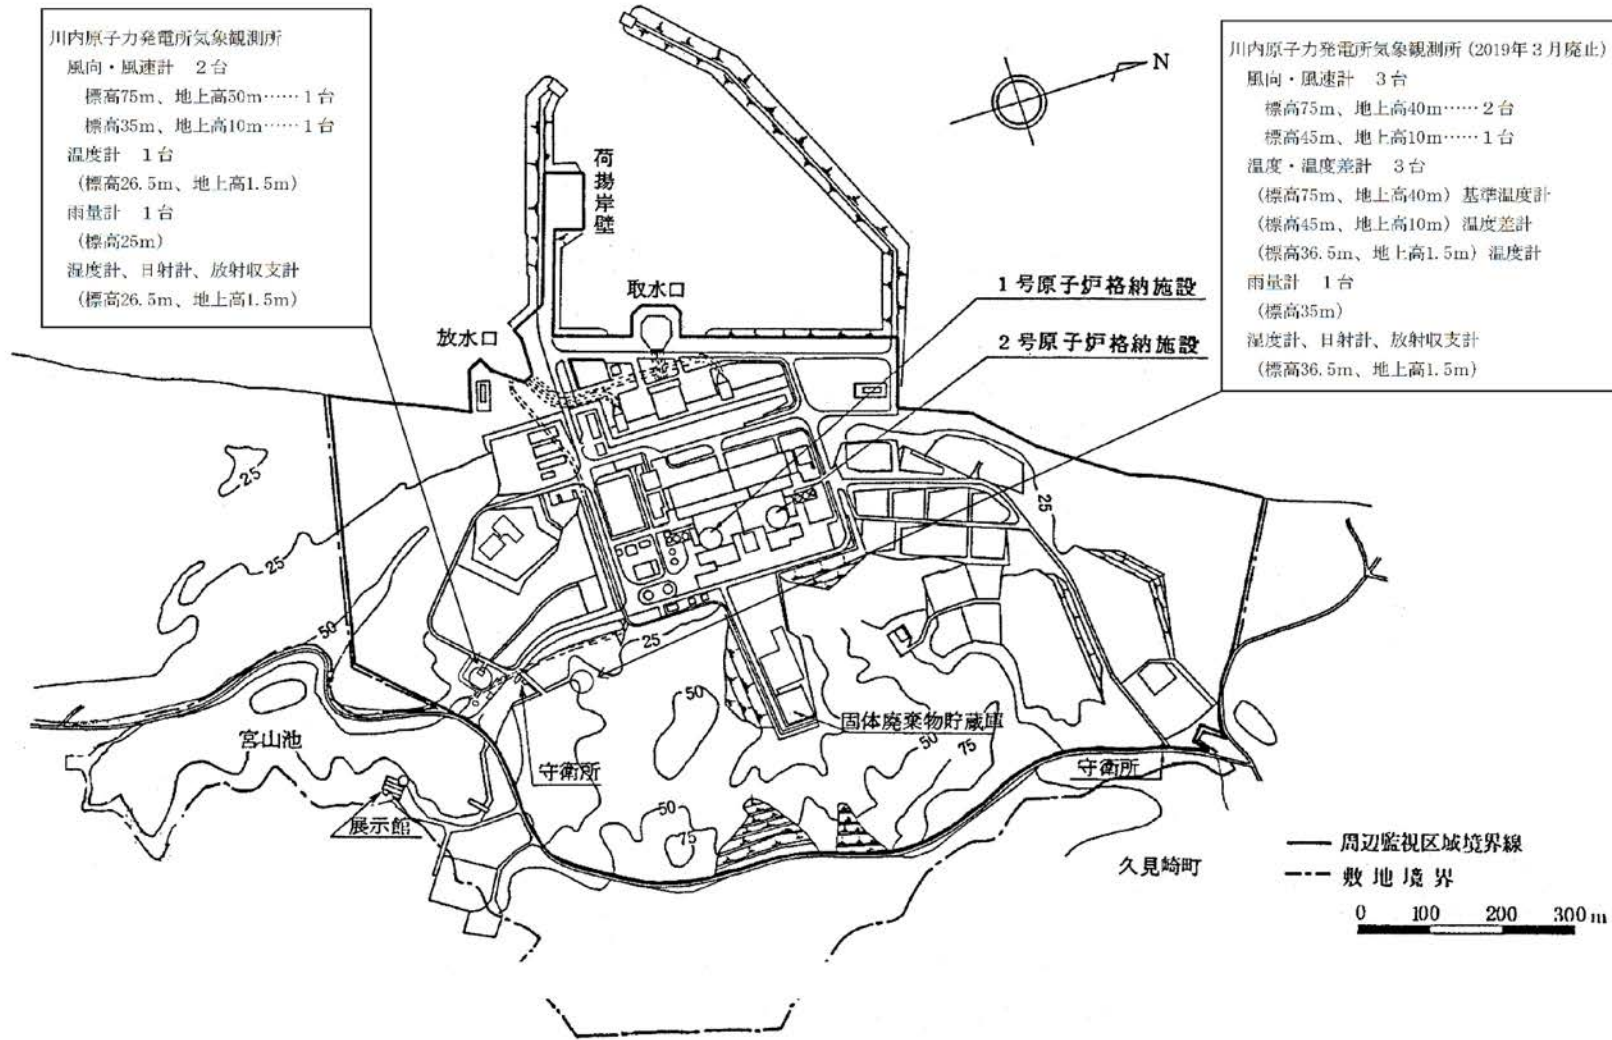 川内原子力発電所気象観測所
風向・風速計 2台
標高75m、地上高50m……1台
標高35m、地上高10m……1台
温度計 1台
(標高26.5m、地上高1.5m)
雨量計 1台
(標高25m)
湿度計、日射計、放射収支計
(標高26.5m、地上高1.5m)
川内原子力発電所気象観測所 (2019年3月廃止)
風向・風速計 3台
標高75m、地上高40m……2台
標高45m、地上高10m……1台
温度・温度差計 3台
(標高75m、地上高40m) 基準温度計
(標高45m、地上高10m) 温度差計
(標高36.5m、地上高1.5m) 温度計
雨量計 1台
(標高35m)
湿度計、日射計、放射収支計
(標高36.5m、地上高1.5m)
N
荷揚岸壁
取水口
放水口
1号原子炉格納施設
2号原子炉格納施設
25
25
25
50
25
50
50
75
50
75
固体廃棄物貯蔵庫
宮山池
守衛所
守衛所
展示館
久見崎町
周辺監視区域境界線
敷地境界
0 100 200 300m